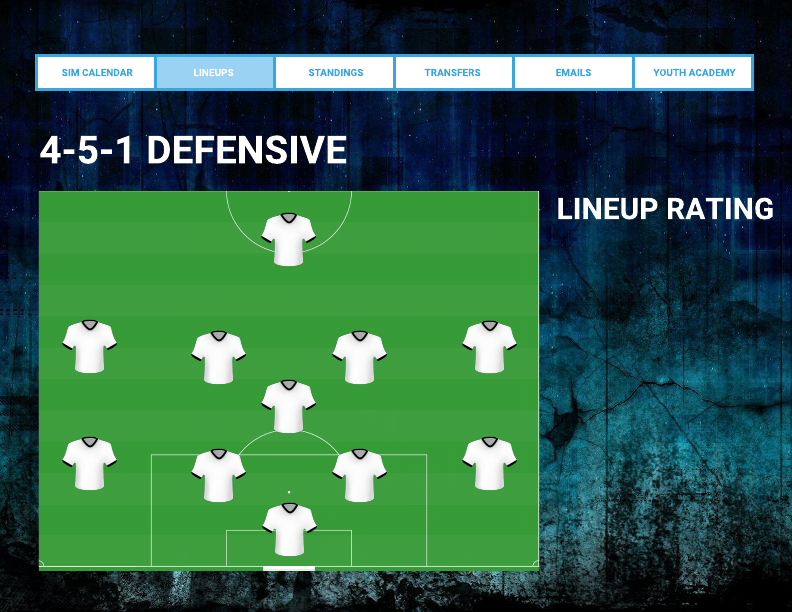 SIM CALENDAR
LINEUPS
STANDINGS
TRANSFERS
EMAILS
YOUTH ACADEMY
4-5-1 DEFENSIVE
LINEUP RATING